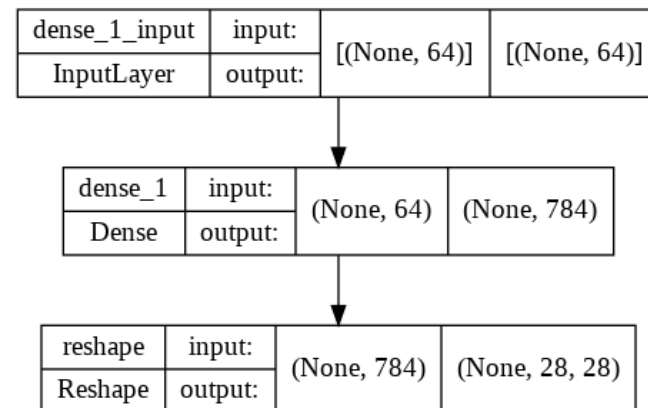 dense_1_input input: [(None, 64)] [(None, 64)]
InputLayer output:
dense_1 input: (None, 64) (None, 784)
Dense output:
reshape input: (None, 784) (None, 28, 28)
Reshape output: